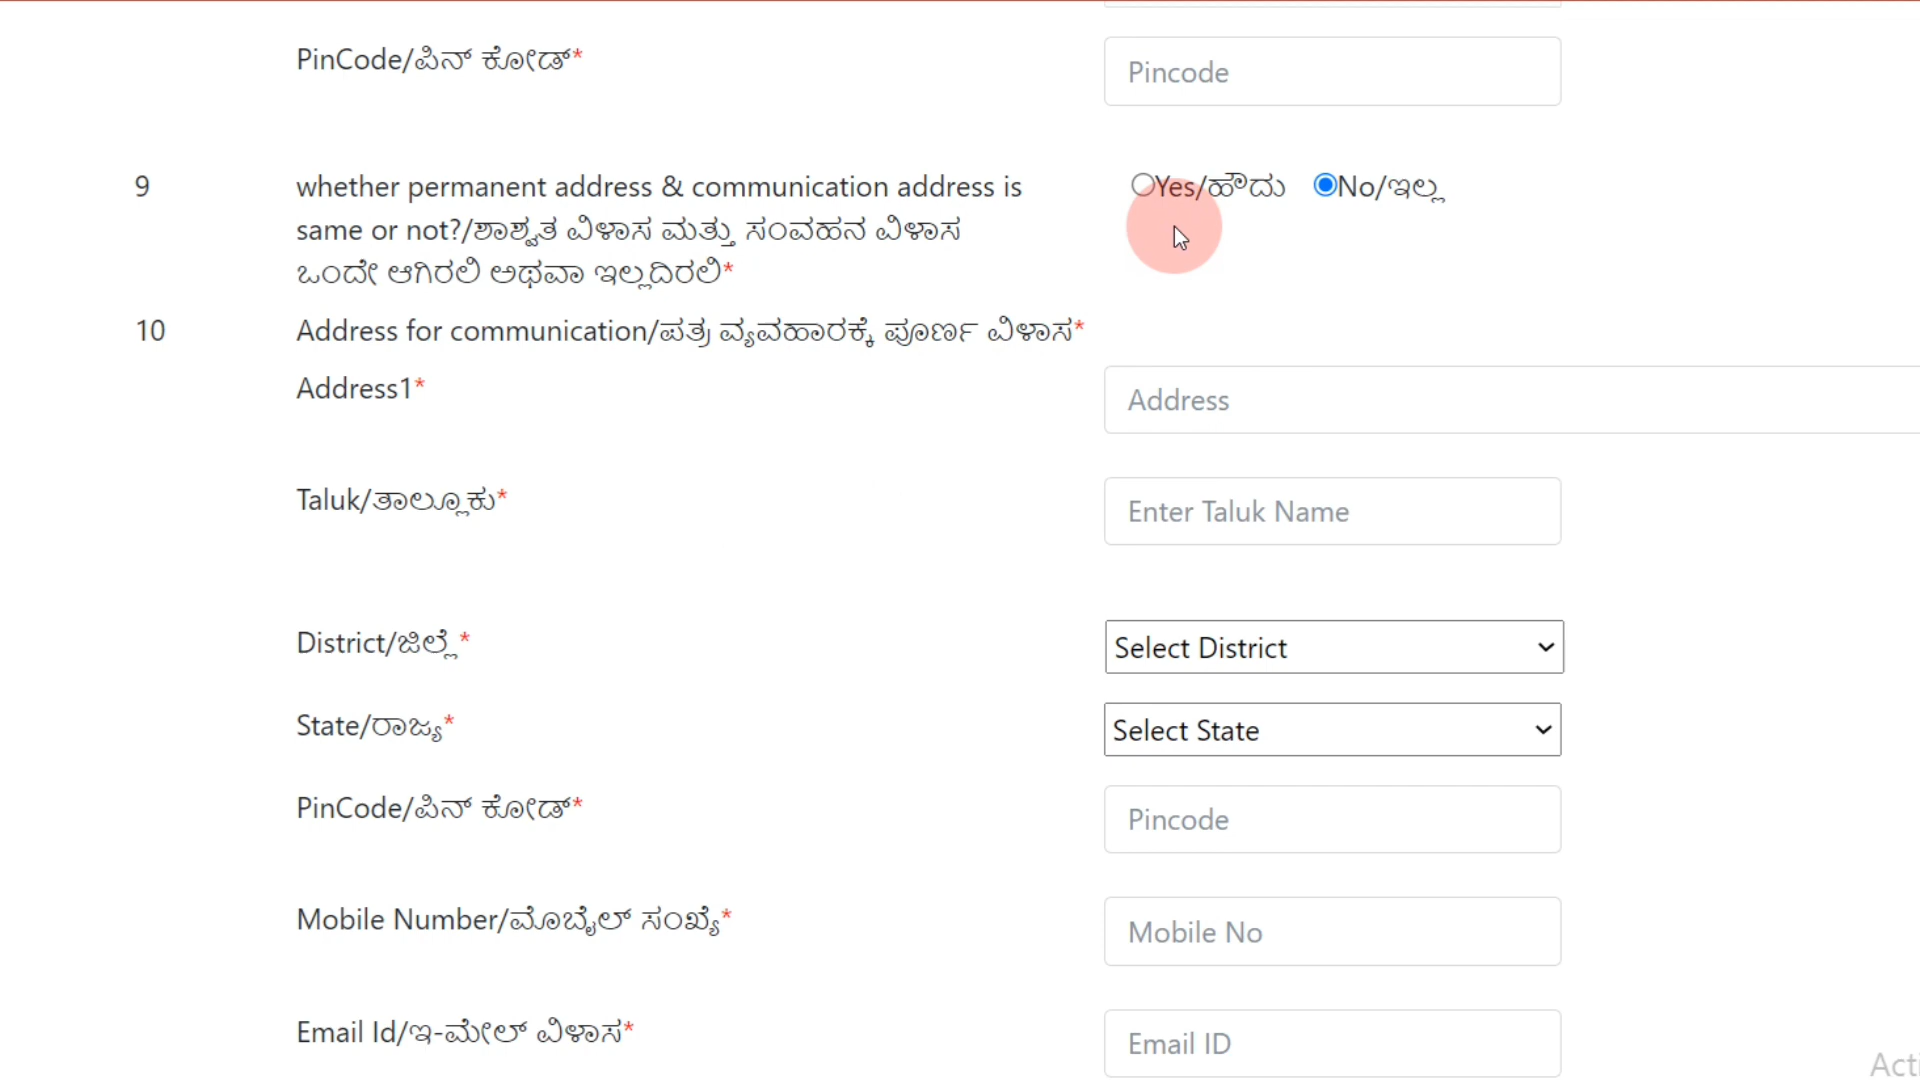 PinCode/ಪಿನ್ ಕೋಡ್* Pincode
9 whether permanent address & communication address is Yes/ಹೌದು No/ಇಲ್ಲ
same or not?/ಶಾಶ್ವತ ವಿಳಾಸ ಮತ್ತು ಸಂವಹನ ವಿಳಾಸ
ಒಂದೇ ಆಗಿರಲಿ ಅಥವಾ ಇಲ್ಲದಿರಲಿ*
10 Address for communication/ಪತ್ರ ವ್ಯವಹಾರಕ್ಕೆ ಪೂರ್ಣ ವಿಳಾಸ*
Address1* Address
Taluk/ತಾಲ್ಲೂಕು* Enter Taluk Name
District/ಜಿಲ್ಲೆ* Select District
State/ರಾಜ್ಯ* Select State
PinCode/ಪಿನ್ ಕೋಡ್* Pincode
Mobile Number/ಮೊಬೈಲ್ ಸಂಖ್ಯೆ* Mobile No
Email Id/ಇ-ಮೇಲ್ ವಿಳಾಸ* Email ID